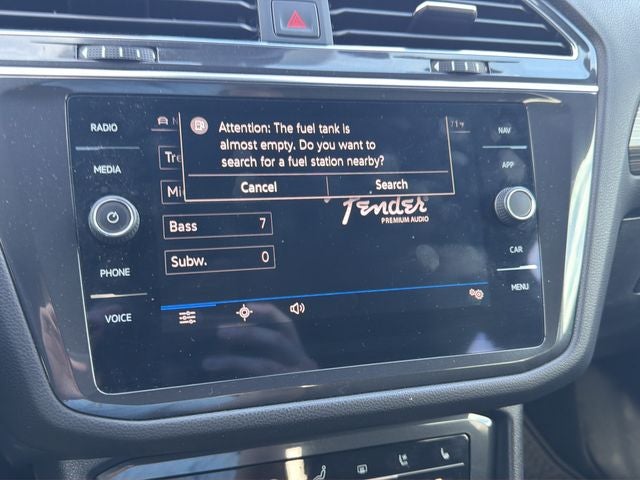 RADIO
MEDIA
PHONE
VOICE
Attention: The fuel tank is
almost empty. Do you want to
search for a fuel station nearby?
Cancel Search
Bass 7
Subw. 0
Fender
PREMIUM AUDIO
NAV
APP
CAR
MENU